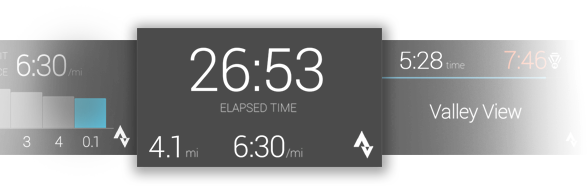 6:30/mi
3 4 0.1
26:53
ELAPSED TIME
4.1 mi 6:30/mi
5:28 time 7:46
Valley View